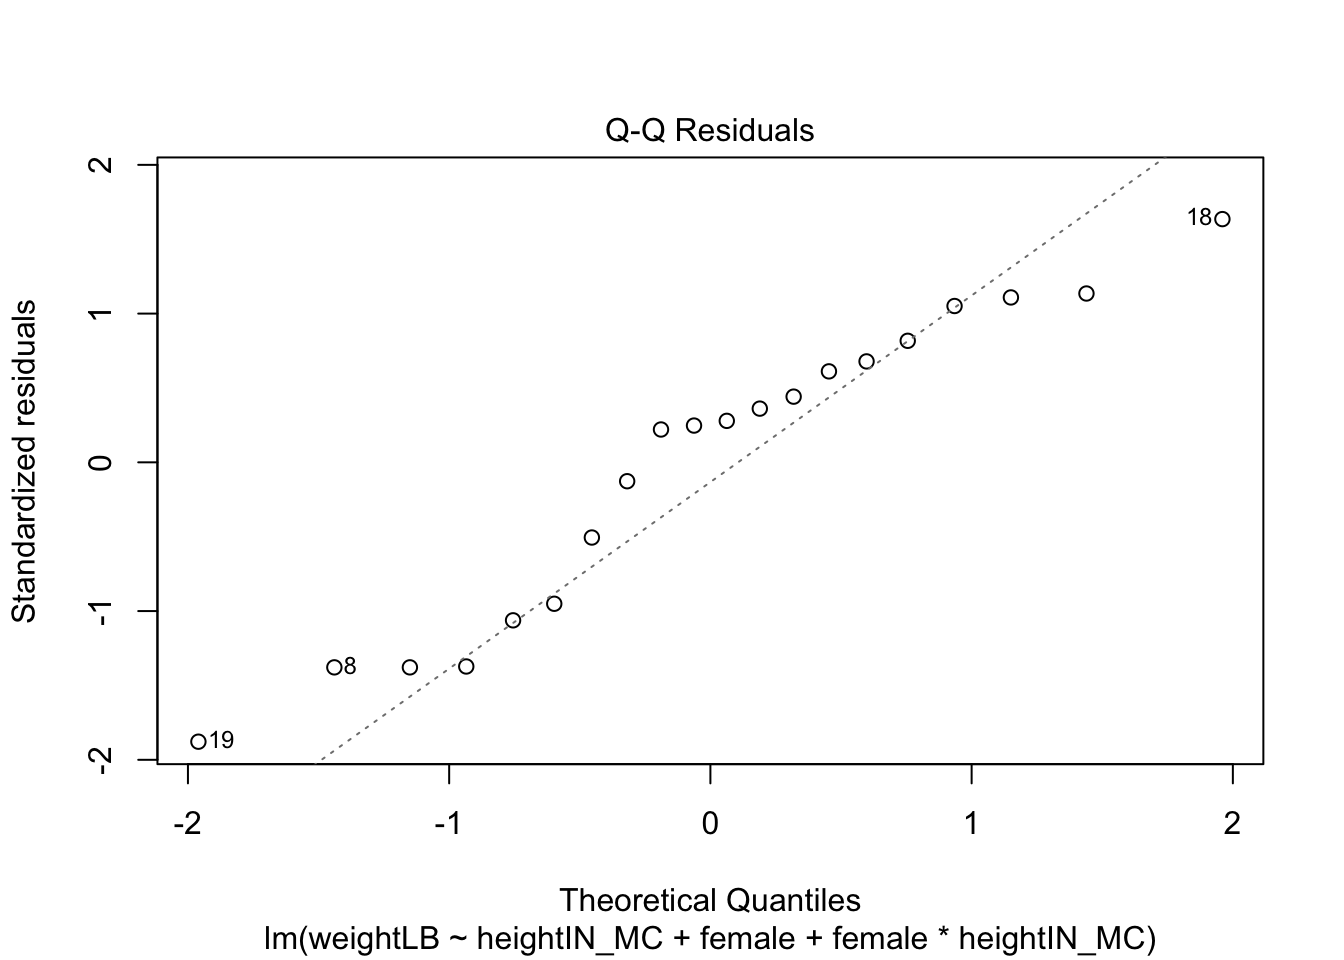 Q-Q Residuals
Standardized residuals
2
1
0
-1
-2
18
8
19
-2 -1 0 1 2
Theoretical Quantiles
lm(weightLB ~ heightIN_MC + female + female * heightIN_MC)